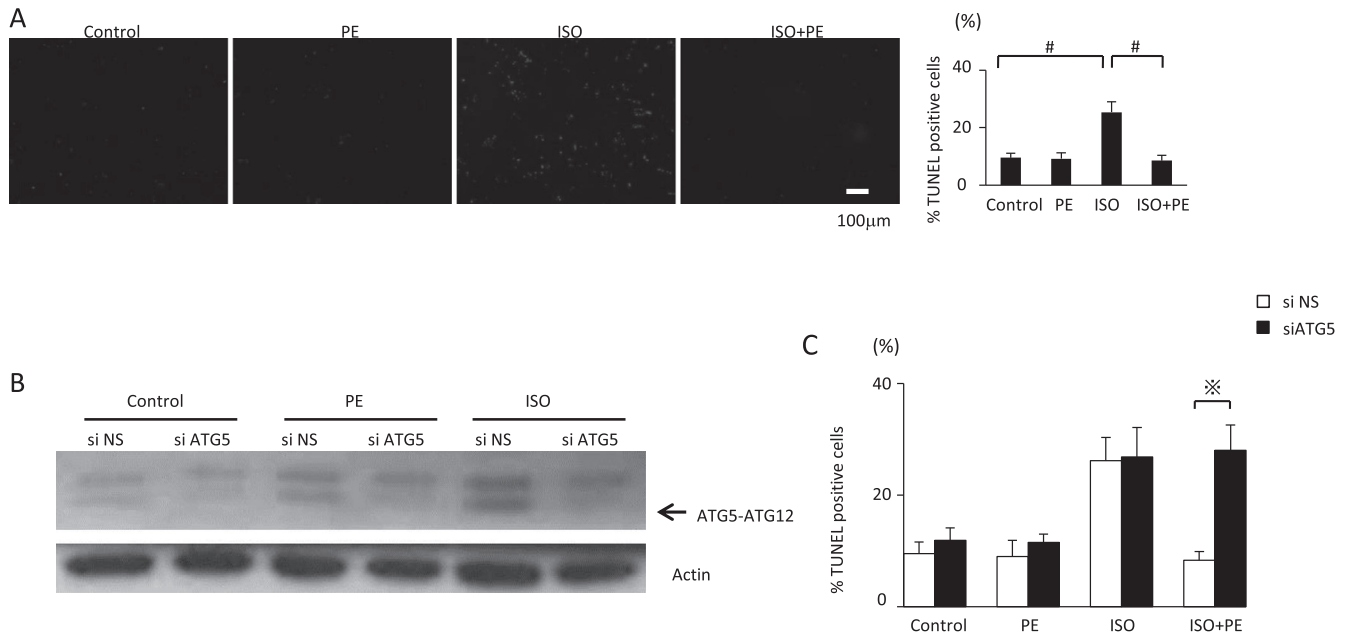 A
Control PE ISO ISO+PE
100μm
(%)
# #
% TUNEL positive cells
40
20
0
Control PE ISO ISO+PE
B
Control PE ISO
si NS si ATG5 si NS si ATG5 si NS si ATG5
ATG5-ATG12
Actin
C
(%)
si NS
siATG5
※
% TUNEL positive cells
40
20
0
Control PE ISO ISO+PE